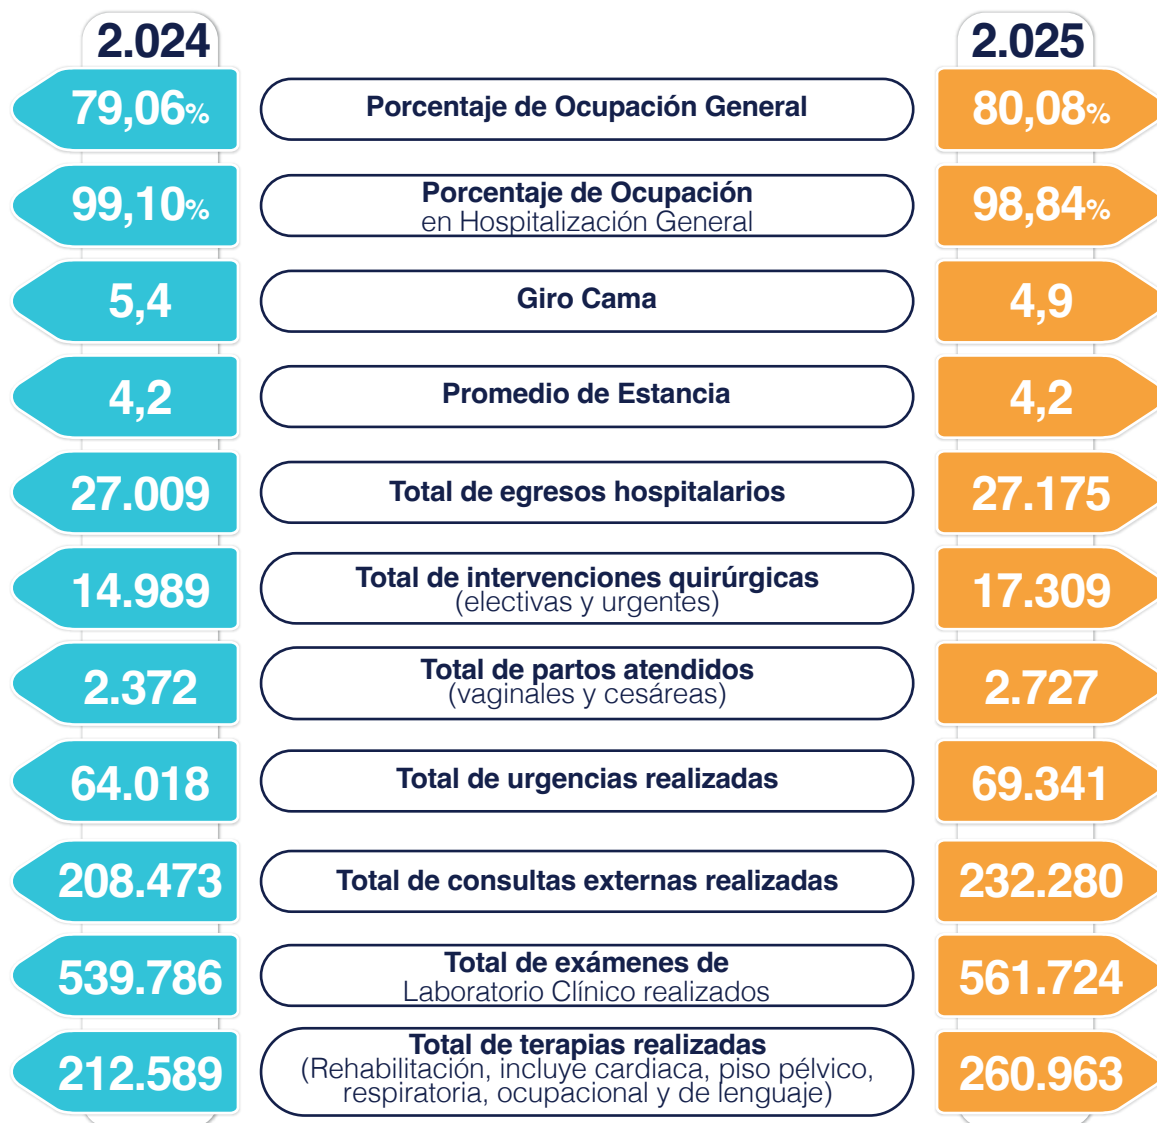 2.024 2.025
79,06% Porcentaje de Ocupación General 80,08%
99,10% Porcentaje de Ocupación 98,84%
en Hospitalización General
5,4 Giro Cama 4,9
4,2 Promedio de Estancia 4,2
27.009 Total de egresos hospitalarios 27.175
14.989 Total de intervenciones quirúrgicas 17.309
(electivas y urgentes)
2.372 Total de partos atendidos 2.727
(vaginales y cesáreas)
64.018 Total de urgencias realizadas 69.341
208.473 Total de consultas externas realizadas 232.280
539.786 Total de exámenes de 561.724
Laboratorio Clínico realizados
212.589 Total de terapias realizadas 260.963
(Rehabilitación, incluye cardiaca, piso pélvico,
respiratoria, ocupacional y de lenguaje)